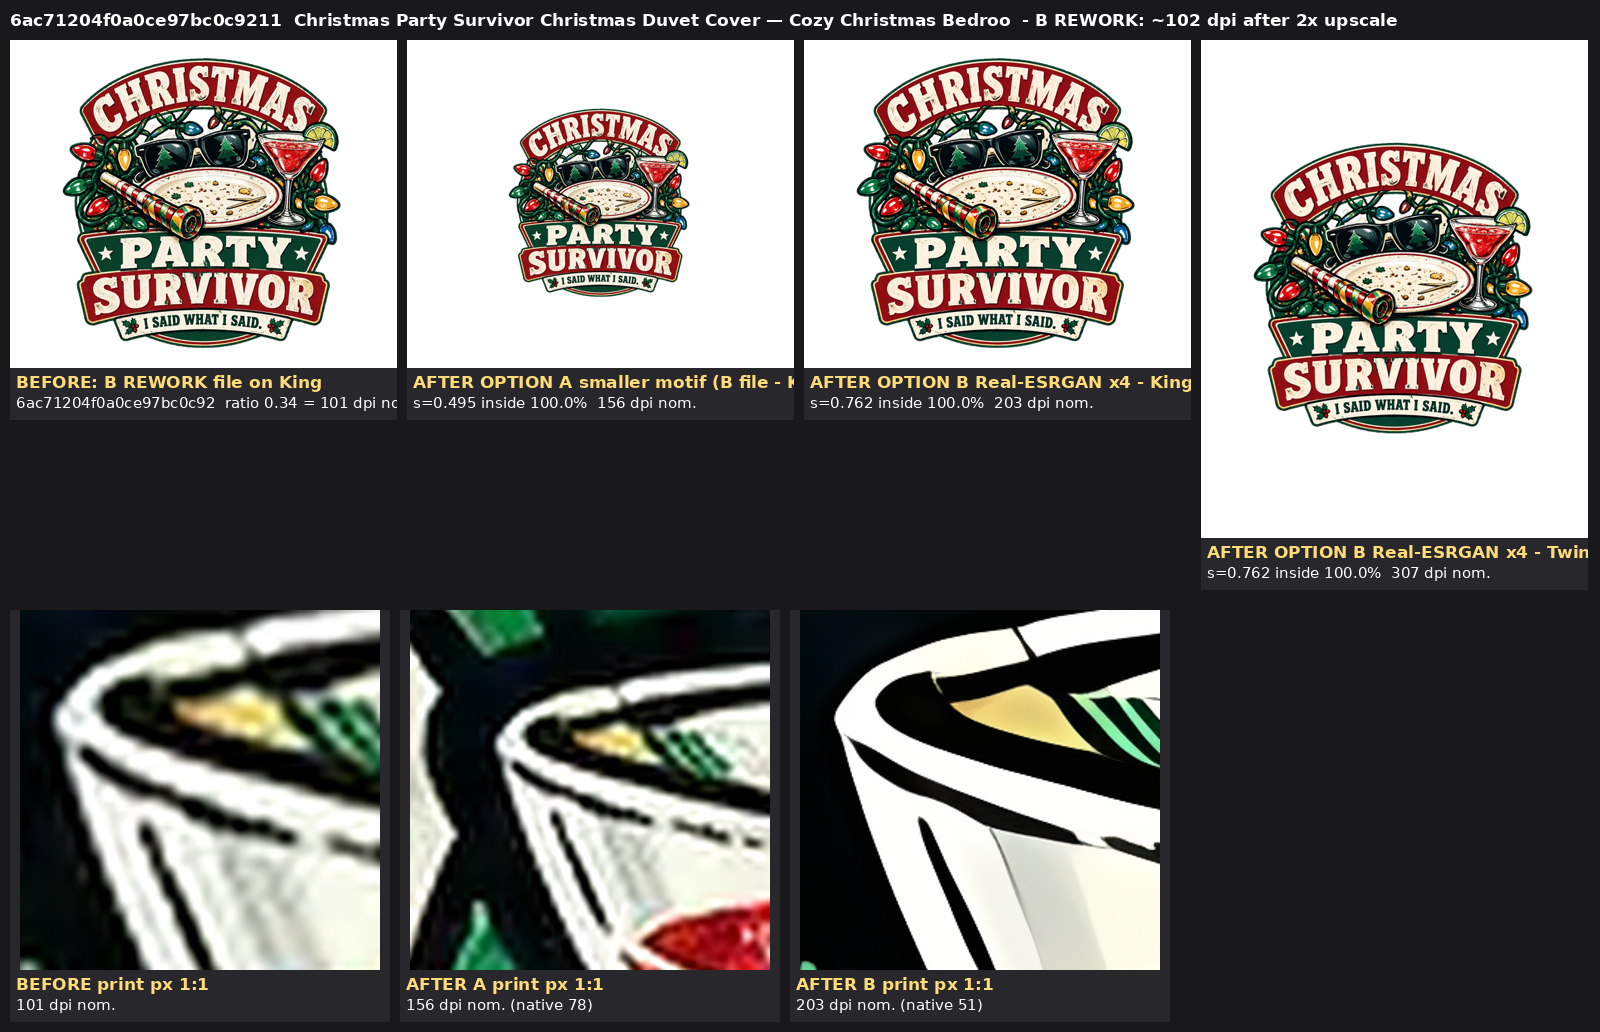 6ac71204f0a0ce97bc0c9211 Christmas Party Survivor Christmas Duvet Cover — Cozy Christmas Bedroo - B REWORK: ~102 dpi after 2x upscale
CHRISTMAS
PARTY
SURVIVOR
I SAID WHAT I SAID.
BEFORE: B REWORK file on King
6ac71204f0a0ce97bc0c92 ratio 0.34 = 101 dpi no
CHRISTMAS
PARTY
SURVIVOR
I SAID WHAT I SAID.
AFTER OPTION A smaller motif (B file - K
s=0.495 inside 100.0% 156 dpi nom.
CHRISTMAS
PARTY
SURVIVOR
I SAID WHAT I SAID.
AFTER OPTION B Real-ESRGAN x4 - King
s=0.762 inside 100.0% 203 dpi nom.
CHRISTMAS
PARTY
SURVIVOR
I SAID WHAT I SAID.
AFTER OPTION B Real-ESRGAN x4 - Twin
s=0.762 inside 100.0% 307 dpi nom.
BEFORE print px 1:1
101 dpi nom.
AFTER A print px 1:1
156 dpi nom. (native 78)
AFTER B print px 1:1
203 dpi nom. (native 51)